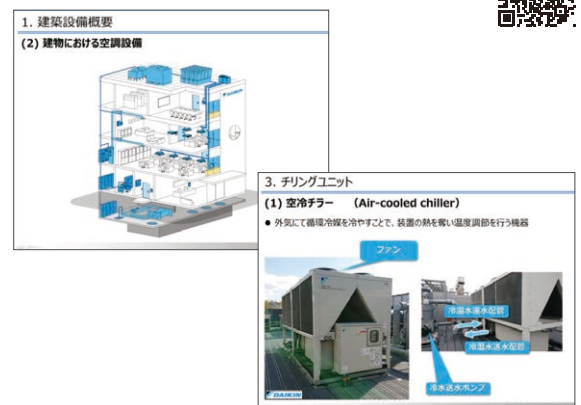 1. 建築設備概要
(2) 建物における空調設備
DAIKIN
3. チリングユニット
(1) 空冷チラー （Air-cooled chiller）
● 外気にて循環冷媒を冷やすことで、装置の熱を奪い温度調節を行う機器
ファン
冷温水還水配管
冷温水送水配管
冷水送水ポンプ
DAIKIN